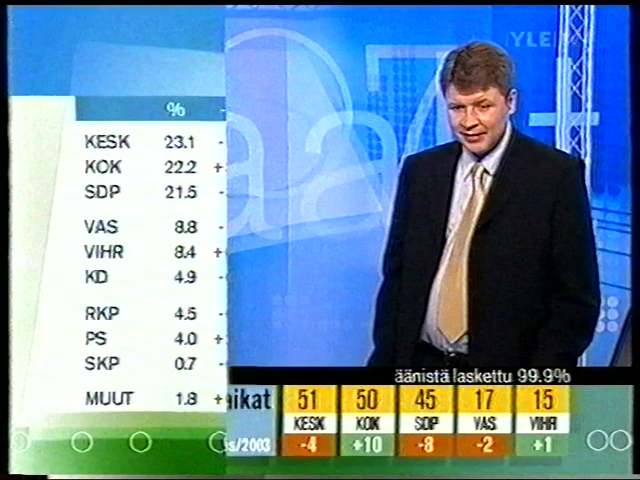 YLE
% -
KESK 23.1 -
KOK 22.2 +
SDP 21.5 -
VAS 8.8 -
VIHR 8.4 +
KD 4.9 -
RKP 4.5 -
PS 4.0 +
SKP 0.7 -
MUUT 1.8 +
äänistä laskettu 99.9%
aikat 51 50 45 17 15
KESK KOK SDP VAS VIHR
ss/2003 -4 +10 -8 -2 +1